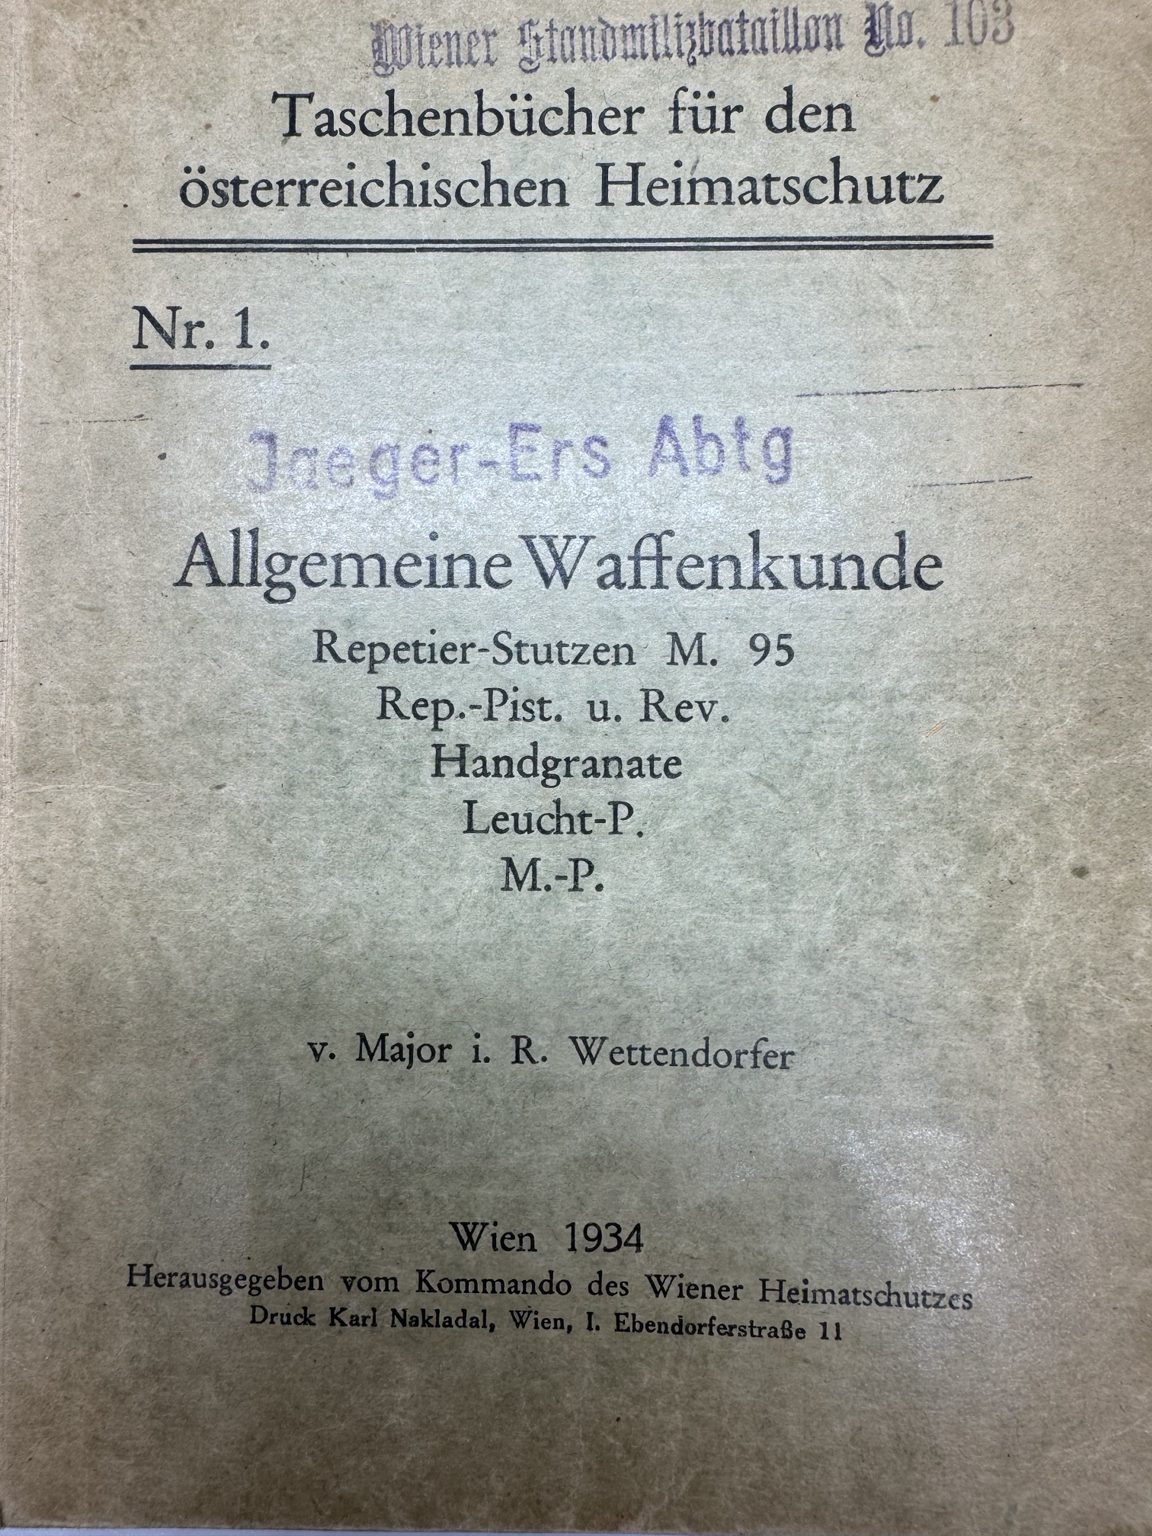 Wiener Standmilizbataillon No. 103
Taschenbücher für den
österreichischen Heimatschutz
Nr. 1.
Jaeger-Ers Abtg
Allgemeine Waffenkunde
Repetier-Stutzen M. 95
Rep.-Pist. u. Rev.
Handgranate
Leucht-P.
M.-P.
v. Major i. R. Wettendorfer
Wien 1934
Herausgegeben vom Kommando des Wiener Heimatschutzes
Druck Karl Nakladal, Wien, I. Ebendorferstraße 11